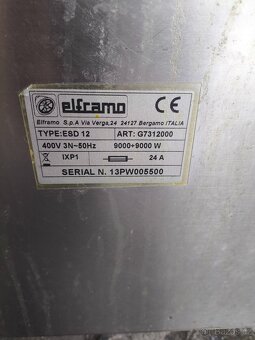 elframo CE
Elframo S.p.A Via Verga,24 24127 Bergamo /ITALIA
TYPE:ESD 12 ART: G7312000
400V 3N~50Hz 9000+9000 W
IXP1 24 A
SERIAL N. 13PW005500